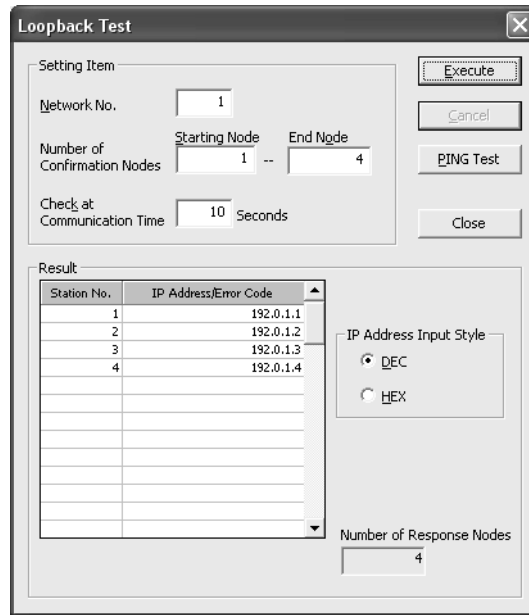 Loopback Test
Setting Item
Network No. 1
Starting Node End Node
Number of
Confirmation Nodes 1 -- 4
Check at
Communication Time 10 Seconds
Execute
Cancel
PING Test
Close
Result
Station No. IP Address/Error Code
1 192.0.1.1
2 192.0.1.2
3 192.0.1.3
4 192.0.1.4
IP Address Input Style
DEC
HEX
Number of Response Nodes
4